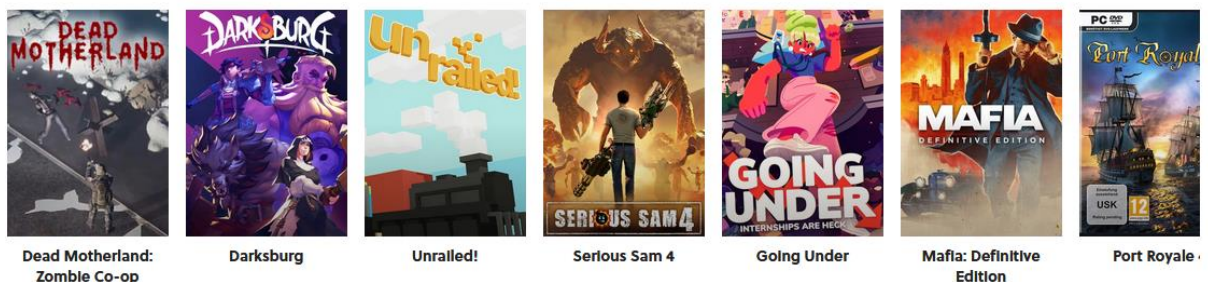 DEAD
MOTHERLAND
DARKSBURG
unrailed!
SERIOUS SAM 4
GOING
UNDER
INTERNSHIPS ARE HECK
MAFIA
DEFINITIVE EDITION
PC DVD
Port Royal
USK
12
Dead Motherland:
Zombie Co-op
Darksburg
Unrailed!
Serious Sam 4
Going Under
Mafia: Definitive
Edition
Port Royale